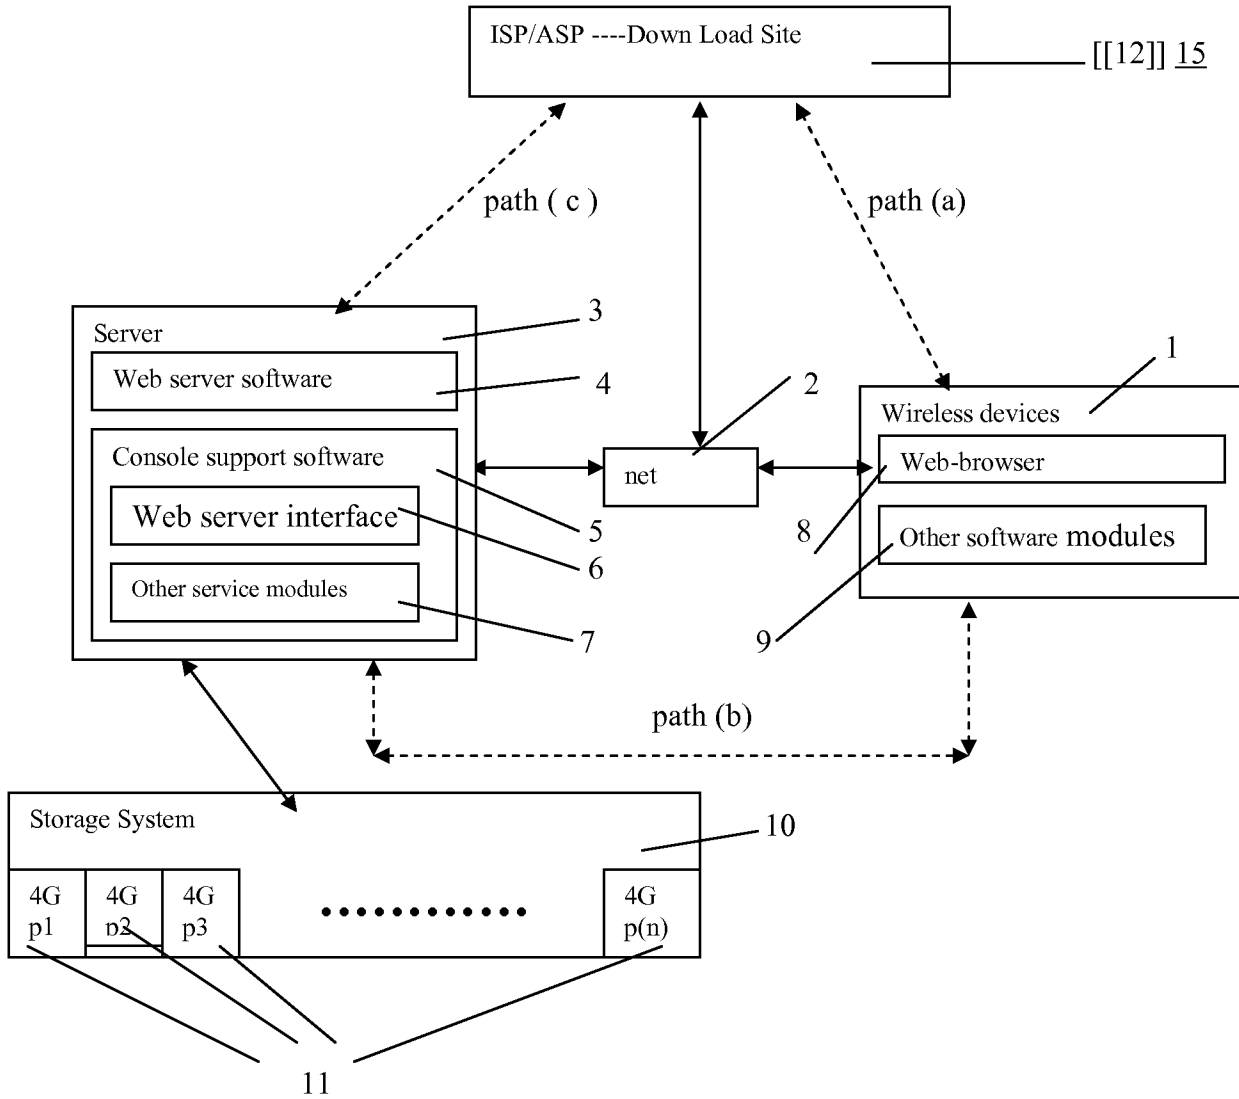 ISP/ASP ----Down Load Site
[[12]] 15
path ( c )
path (a)
3
Server
1
Web server software
4
2
Wireless devices
Console support software
net
Web-browser
Web server interface
5
8
Other software modules
6
Other service modules
7
9
path (b)
Storage System
10
4G
p1
4G
p2
4G
p3
4G
p(n)
11